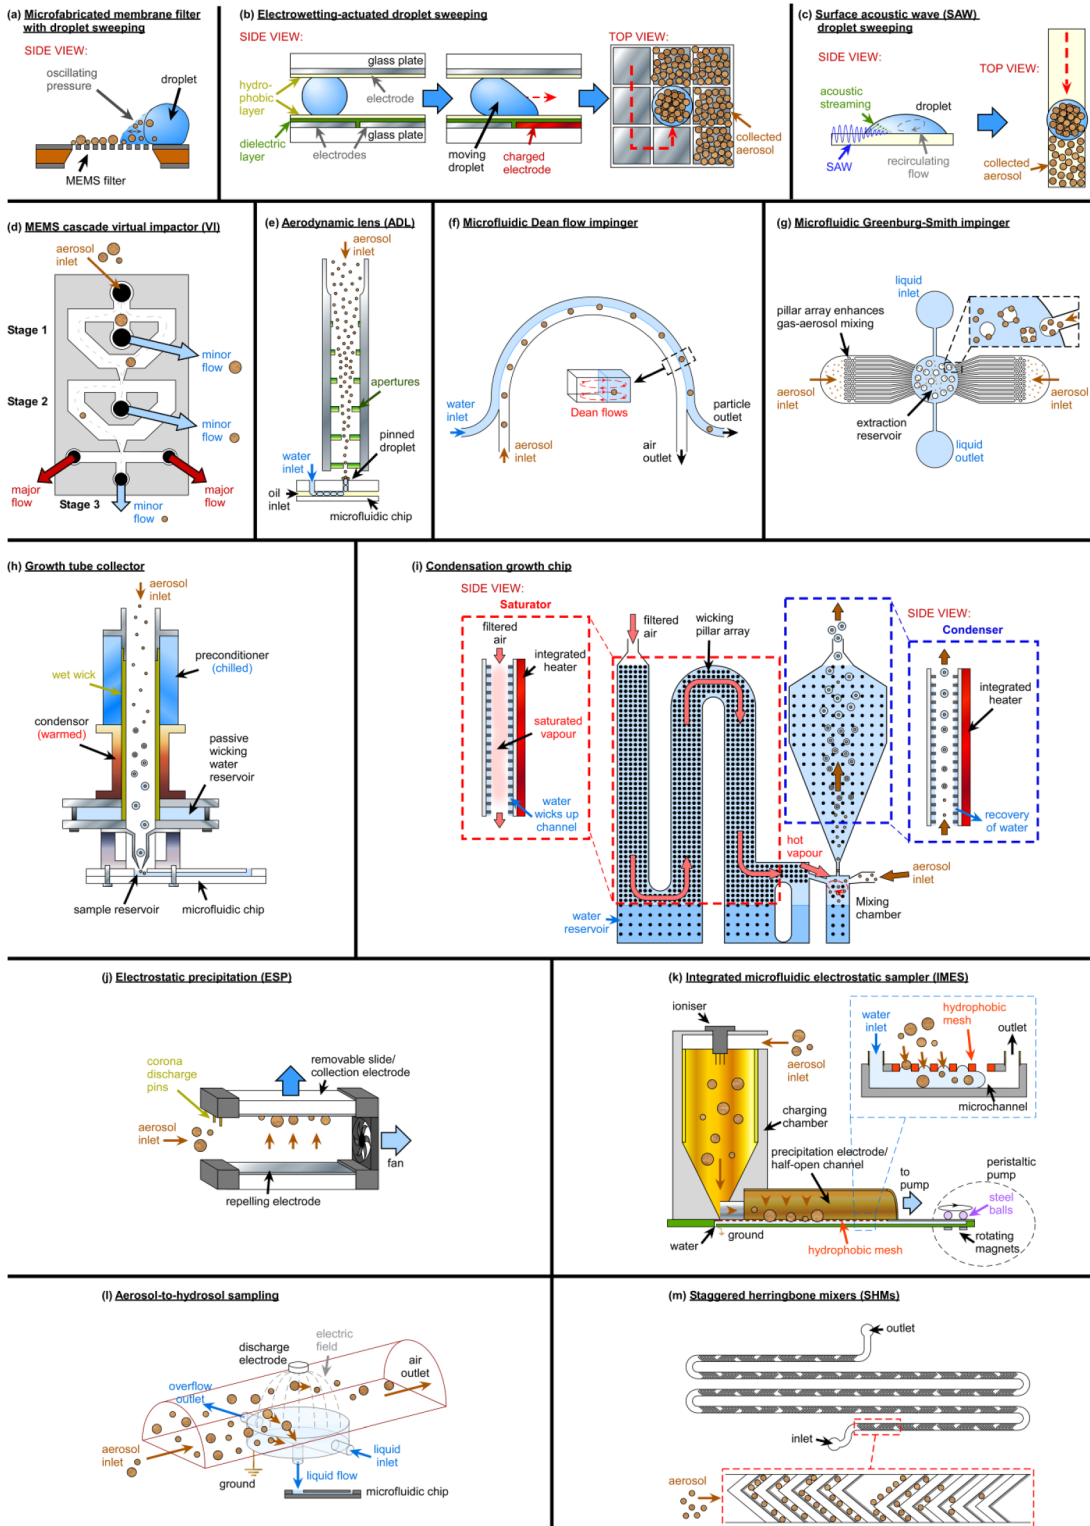 (a) Microfabricated membrane filter
with droplet sweeping
SIDE VIEW:
oscillating
pressure
droplet
MEMS filter
(b) Electrowetting-actuated droplet sweeping
SIDE VIEW:
TOP VIEW:
glass plate
hydro-
phobic
layer
electrode
dielectric
layer
glass plate
electrodes
moving
droplet
charged
electrode
collected
aerosol
(c) Surface acoustic wave (SAW)
droplet sweeping
SIDE VIEW:
TOP VIEW:
acoustic
streaming
droplet
SAW
recirculating
flow
collected
aerosol
(d) MEMS cascade virtual impactor (VI)
aerosol
inlet
Stage 1
minor
flow
Stage 2
minor
flow
major
flow
Stage 3
minor
flow
major
flow
(e) Aerodynamic lens (ADL)
aerosol
inlet
apertures
pinned
droplet
water
inlet
oil
inlet
microfluidic chip
(f) Microfluidic Dean flow impinger
Dean flows
water
inlet
aerosol
inlet
particle
outlet
air
outlet
(g) Microfluidic Greenburg-Smith impinger
liquid
inlet
pillar array enhances
gas-aerosol mixing
aerosol
inlet
aerosol
inlet
extraction
reservoir
liquid
outlet
(h) Growth tube collector
aerosol
inlet
preconditioner
(chilled)
wet wick
condensor
(warmed)
passive
wicking
water
reservoir
sample reservoir
microfluidic chip
(i) Condensation growth chip
SIDE VIEW:
Saturator
filtered
air
integrated
heater
saturated
vapour
water
wicks up
channel
filtered
air
wicking
pillar array
SIDE VIEW:
Condenser
integrated
heater
recovery
of water
hot
vapour
aerosol
inlet
Mixing
chamber
water
reservoir
(j) Electrostatic precipitation (ESP)
corona
discharge
pins
removable slide/
collection electrode
aerosol
inlet
fan
repelling electrode
(k) Integrated microfluidic electrostatic sampler (IMES)
ioniser
aerosol
inlet
water
inlet
hydrophobic
mesh
outlet
microchannel
charging
chamber
precipitation electrode/
half-open channel
to
pump
peristaltic
pump
steel
balls
rotating
magnets
water
ground
hydrophobic mesh
(l) Aerosol-to-hydrosol sampling
discharge
electrode
electric
field
air
outlet
overflow
outlet
aerosol
inlet
liquid
inlet
ground
liquid flow
microfluidic chip
(m) Staggered herringbone mixers (SHMs)
outlet
inlet
aerosol